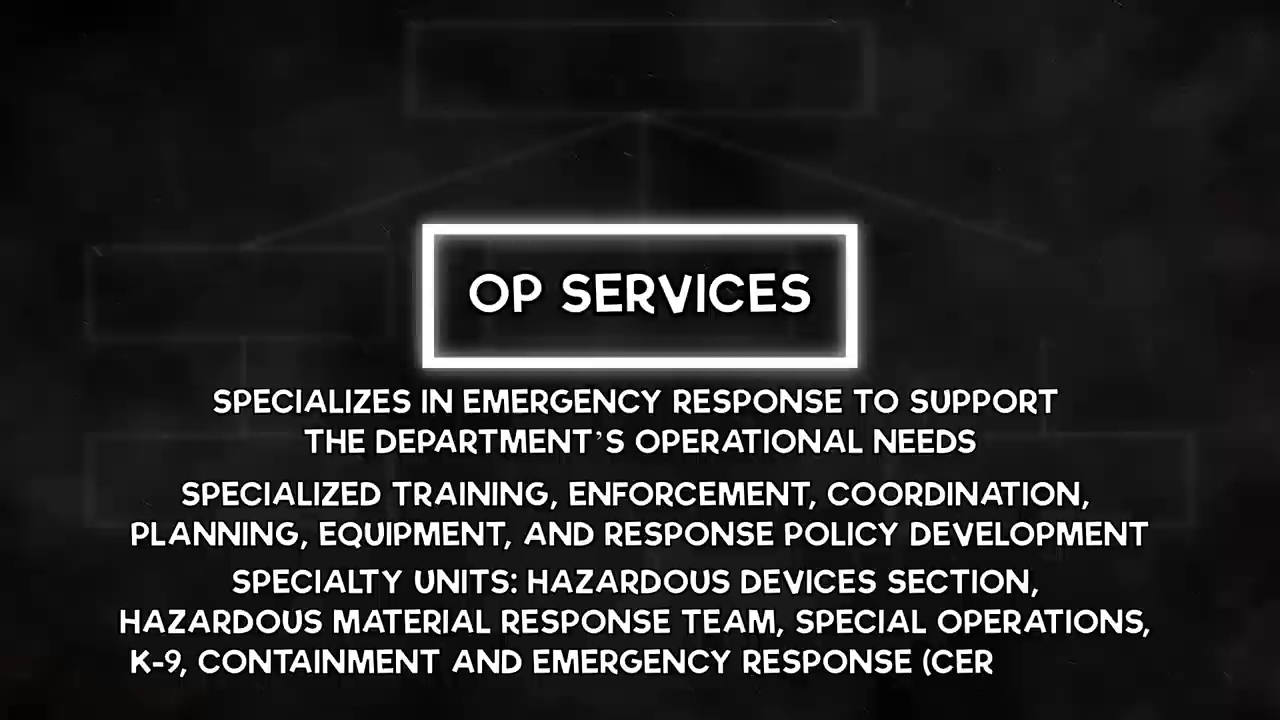 OP SERVICES
SPECIALIZES IN EMERGENCY RESPONSE TO SUPPORT
THE DEPARTMENT'S OPERATIONAL NEEDS
SPECIALIZED TRAINING, ENFORCEMENT, COORDINATION,
PLANNING, EQUIPMENT, AND RESPONSE POLICY DEVELOPMENT
SPECIALTY UNITS: HAZARDOUS DEVICES SECTION,
HAZARDOUS MATERIAL RESPONSE TEAM, SPECIAL OPERATIONS,
K-9, CONTAINMENT AND EMERGENCY RESPONSE (CER